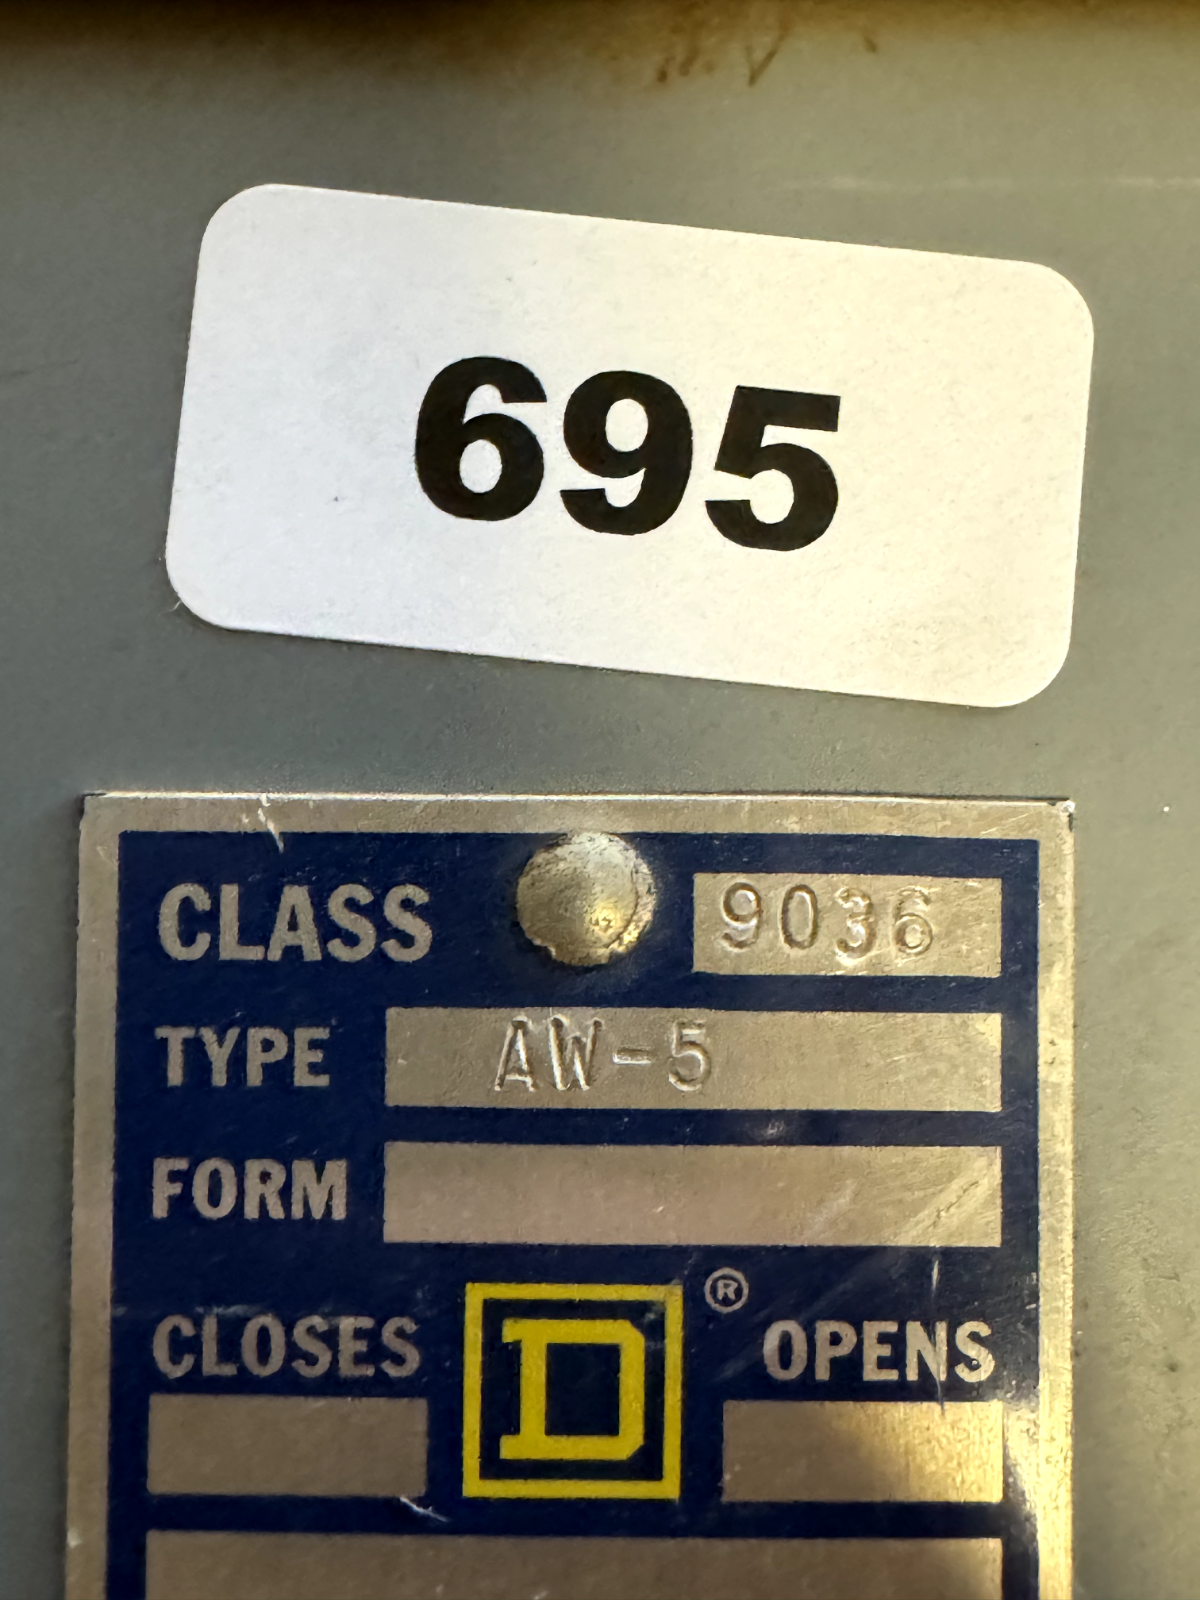 695
CLASS 9036
TYPE AW-5
FORM
CLOSES D ® OPENS